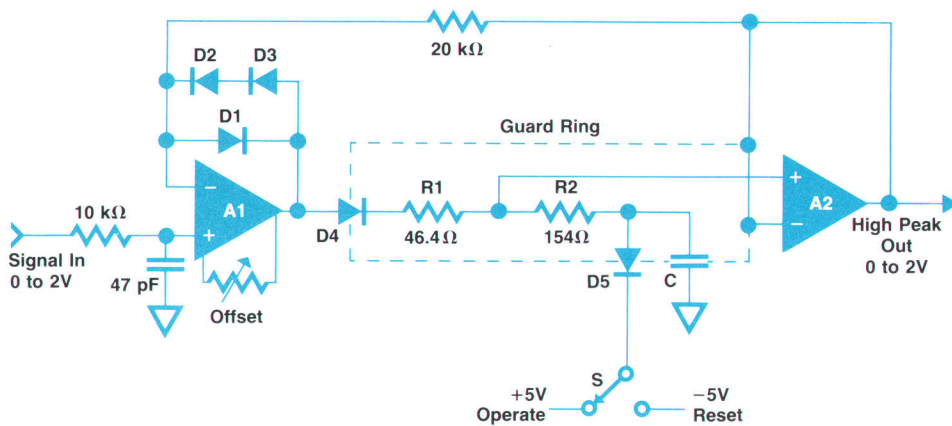 20 kΩ
D2
D3
D1
Guard Ring
A1
−
+
10 kΩ
Signal In
0 to 2V
47 pF
Offset
D4
R1
46.4Ω
R2
154Ω
D5
C
A2
+
−
High Peak
Out
0 to 2V
S
+5V
Operate
−5V
Reset